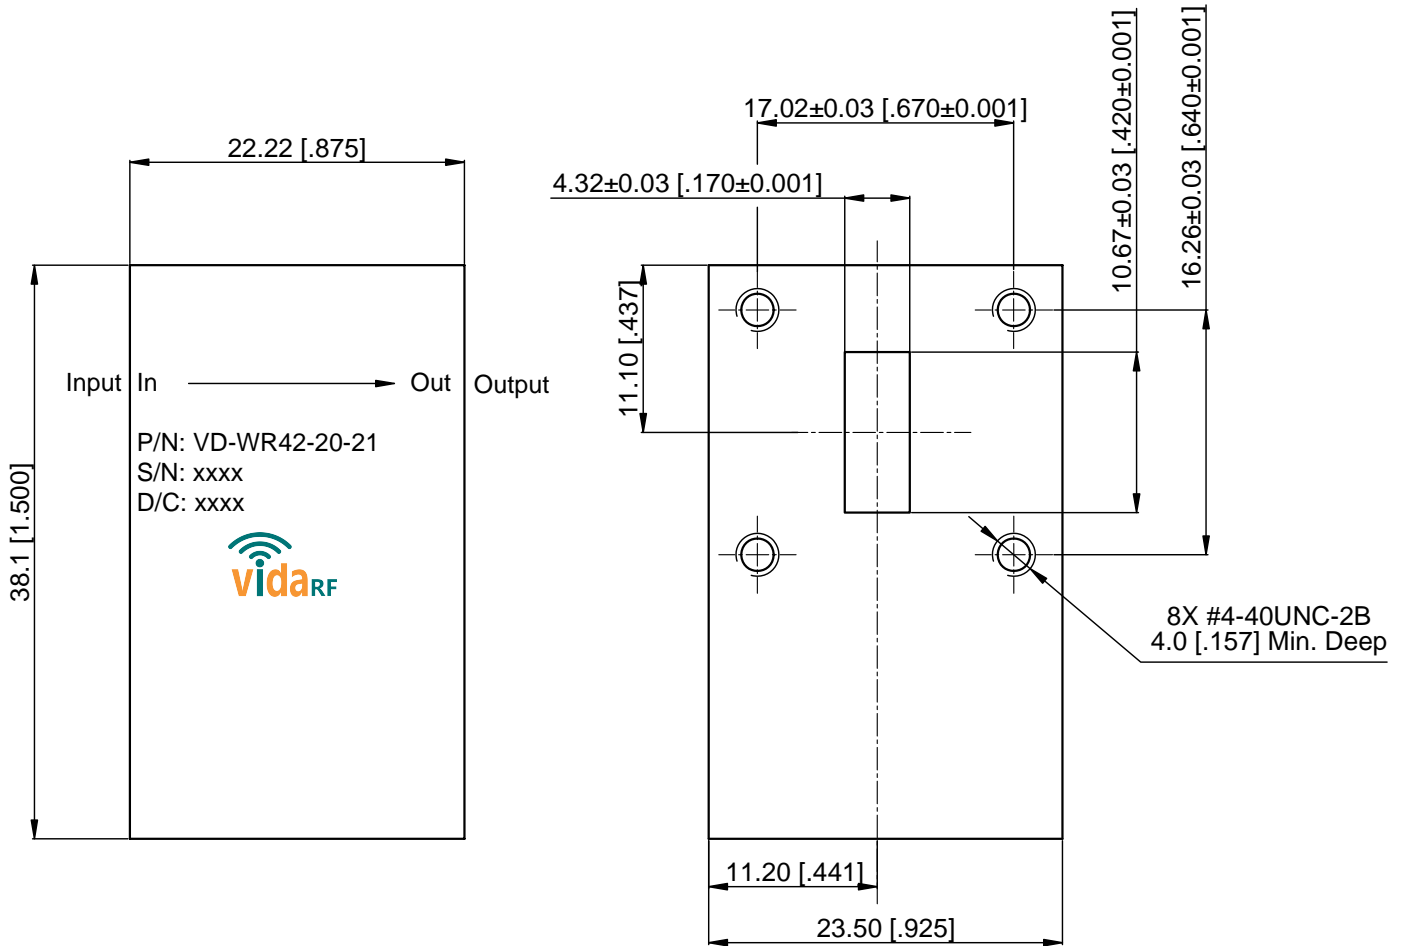 17.02±0.03 [.670±0.001]
10.67±0.03 [.420±0.001]
16.26±0.03 [.640±0.001]
22.22 [.875]
4.32±0.03 [.170±0.001]
11.10 [.437]
Input In Out Output
P/N: VD-WR42-20-21
S/N: xxxx
D/C: xxxx
38.1 [1.500]
vidaRF
8X #4-40UNC-2B
4.0 [.157] Min. Deep
11.20 [.441]
23.50 [.925]